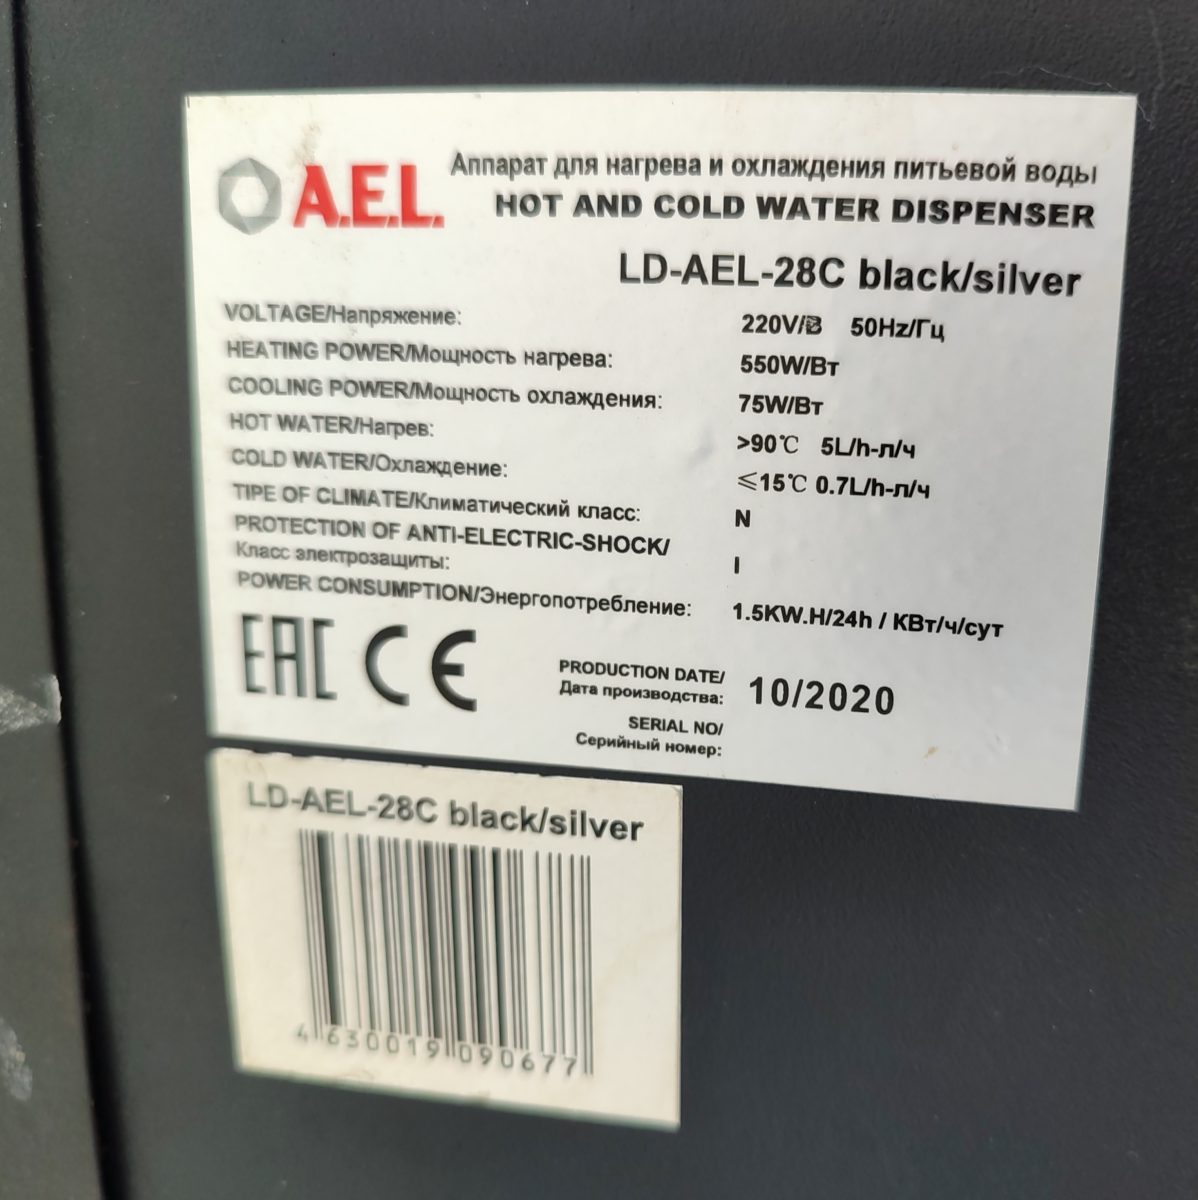 A.E.L.
Аппарат для нагрева и охлаждения питьевой воды
HOT AND COLD WATER DISPENSER
LD-AEL-28C black/silver
VOLTAGE/Напряжение: 220V/В 50Hz/Гц
HEATING POWER/Мощность нагрева: 550W/Вт
COOLING POWER/Мощность охлаждения: 75W/Вт
HOT WATER/Нагрев: >90℃ 5L/h-л/ч
COLD WATER/Охлаждение: ≤15℃ 0.7L/h-л/ч
TIPE OF CLIMATE/Климатический класс: N
PROTECTION OF ANTI-ELECTRIC-SHOCK/
Класс электрозащиты: I
POWER CONSUMPTION/Энергопотребление: 1.5KW.H/24h / КВт/ч/сут
EAC CE
PRODUCTION DATE/
Дата производства: 10/2020
SERIAL NO/
Серийный номер:
LD-AEL-28C black/silver
4 630019 090677